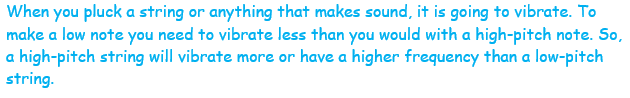 When you pluck a string or anything that makes sound, it is going to vibrate. To
make a low note you need to vibrate less than you would with a high-pitch note. So,
a high-pitch string will vibrate more or have a higher frequency than a low-pitch
string.